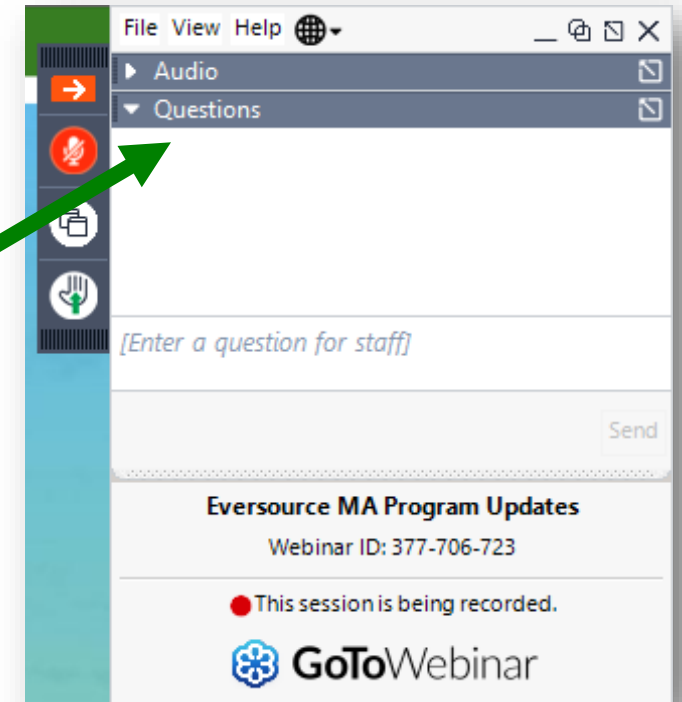 File View Help
Audio
Questions
[Enter a question for staff]
Send
Eversource MA Program Updates
Webinar ID: 377-706-723
This session is being recorded.
GoToWebinar